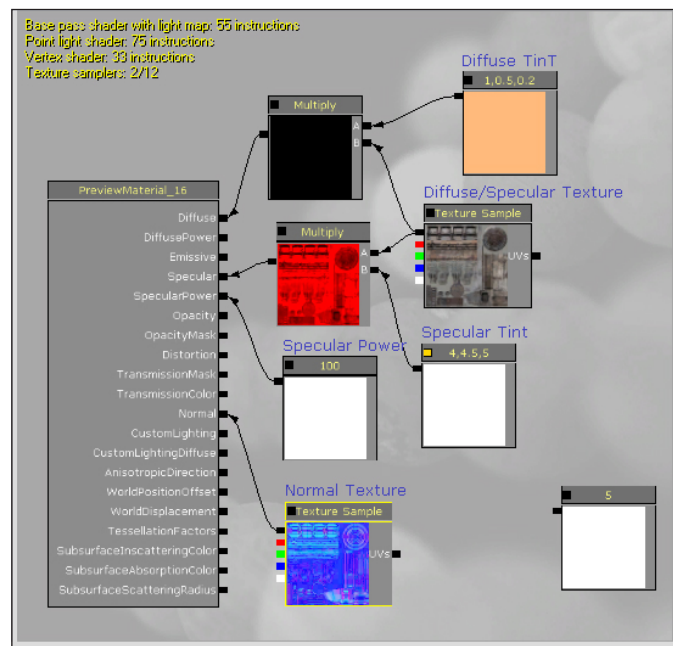 Base pass shader with light map: 55 instructions
Point light shader: 75 instructions
Vertex shader: 33 instructions
Texture samplers: 2/12
Diffuse TinT
1,0.5,0.2
Multiply
A
B
PreviewMaterial_16
Diffuse
DiffusePower
Emissive
Specular
SpecularPower
Opacity
OpacityMask
Distortion
TransmissionMask
TransmissionColor
Normal
CustomLighting
CustomLightingDiffuse
AnisotropicDirection
WorldPositionOffset
WorldDisplacement
TessellationFactors
SubsurfaceInscatteringColor
SubsurfaceAbsorptionColor
SubsurfaceScatteringRadius
Diffuse/Specular Texture
Texture Sample
UVs
Multiply
A
B
Specular Tint
4,4.5,5
Specular Power
100
Normal Texture
Texture Sample
UVs
5